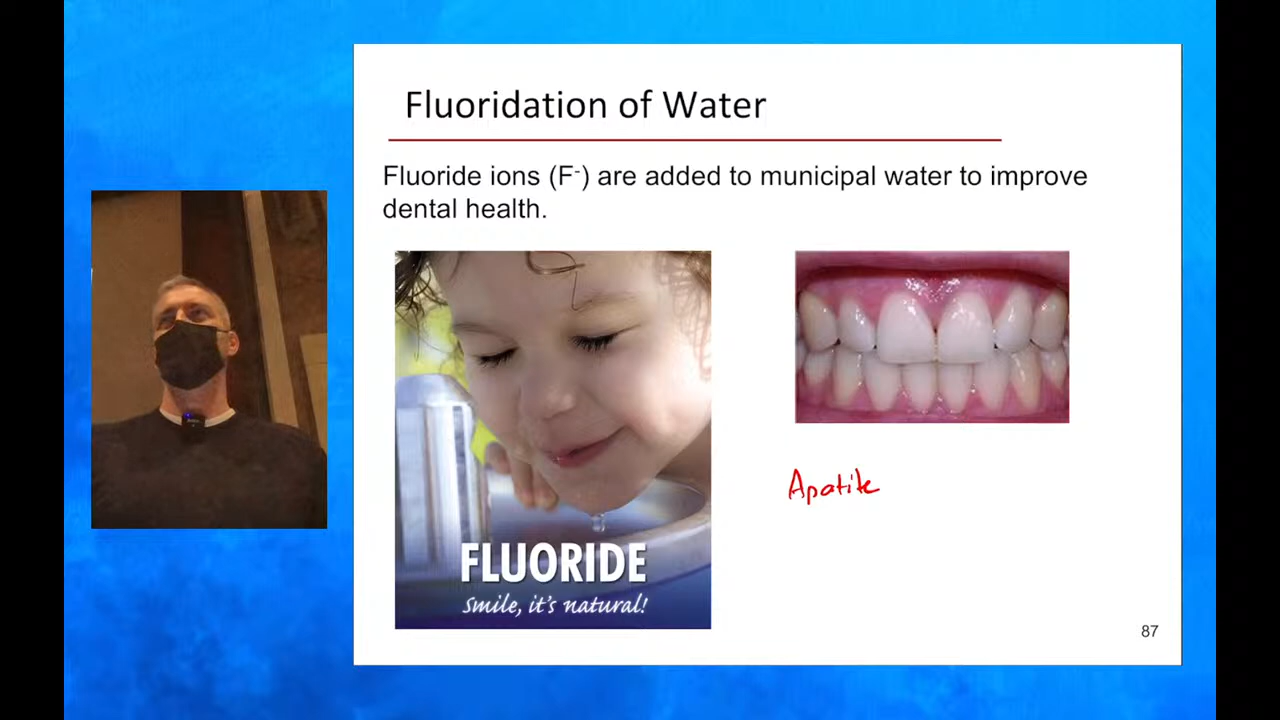 Fluoridation of Water
Fluoride ions (F⁻) are added to municipal water to improve
dental health.
Apatite
FLUORIDE
Smile, it's natural!
87